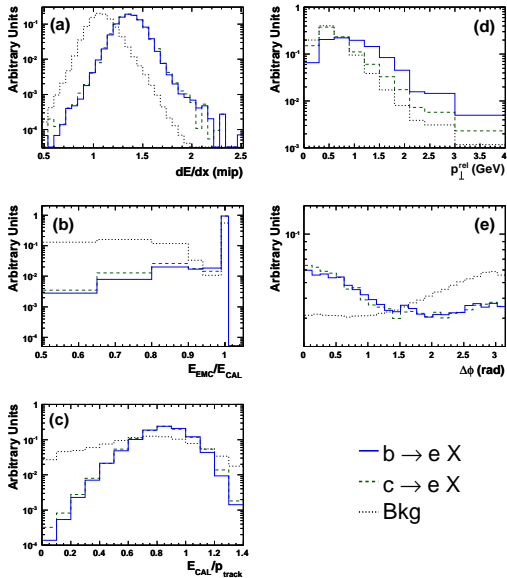 (a)
Arbitrary Units
10⁻¹
10⁻²
10⁻³
10⁻⁴
0.5 1 1.5 2 2.5
dE/dx (mip)
(d)
Arbitrary Units
1
10⁻¹
10⁻²
10⁻³
0 0.5 1 1.5 2 2.5 3 3.5 4
p⊥^rel (GeV)
(b)
Arbitrary Units
1
10⁻¹
10⁻²
10⁻³
10⁻⁴
0.5 0.6 0.7 0.8 0.9 1
E_EMC/E_CAL
(e)
Arbitrary Units
10⁻¹
0 0.5 1 1.5 2 2.5 3
Δϕ (rad)
(c)
Arbitrary Units
1
10⁻¹
10⁻²
10⁻³
10⁻⁴
0 0.2 0.4 0.6 0.8 1 1.2 1.4
E_CAL/p_track
b → e X
c → e X
Bkg